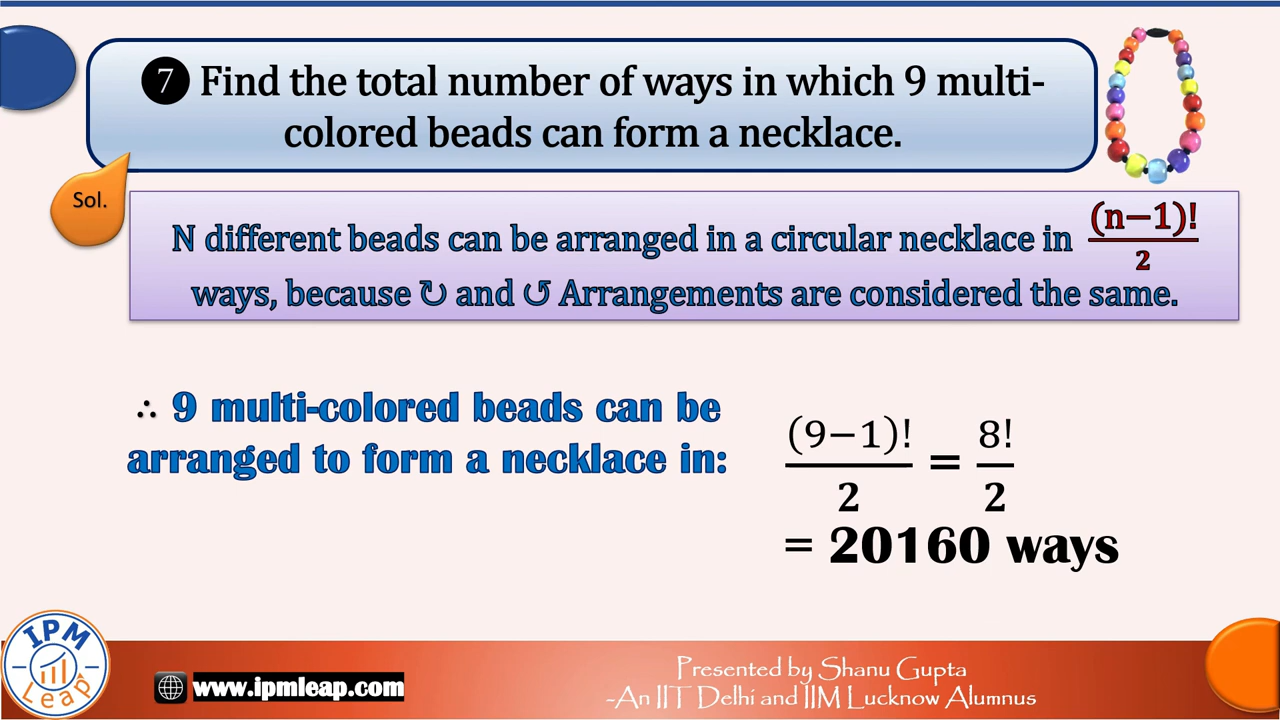 ❼ Find the total number of ways in which 9 multi-
colored beads can form a necklace.
Sol.
N different beads can be arranged in a circular necklace in (n−1)!/2
ways, because ↻ and ↺ Arrangements are considered the same.
∴ 9 multi-colored beads can be
arranged to form a necklace in:
(9−1)!/2 = 8!/2
= 20160 ways
IPM
Leap
www.ipmleap.com
Presented by Shanu Gupta
-An IIT Delhi and IIM Lucknow Alumnus